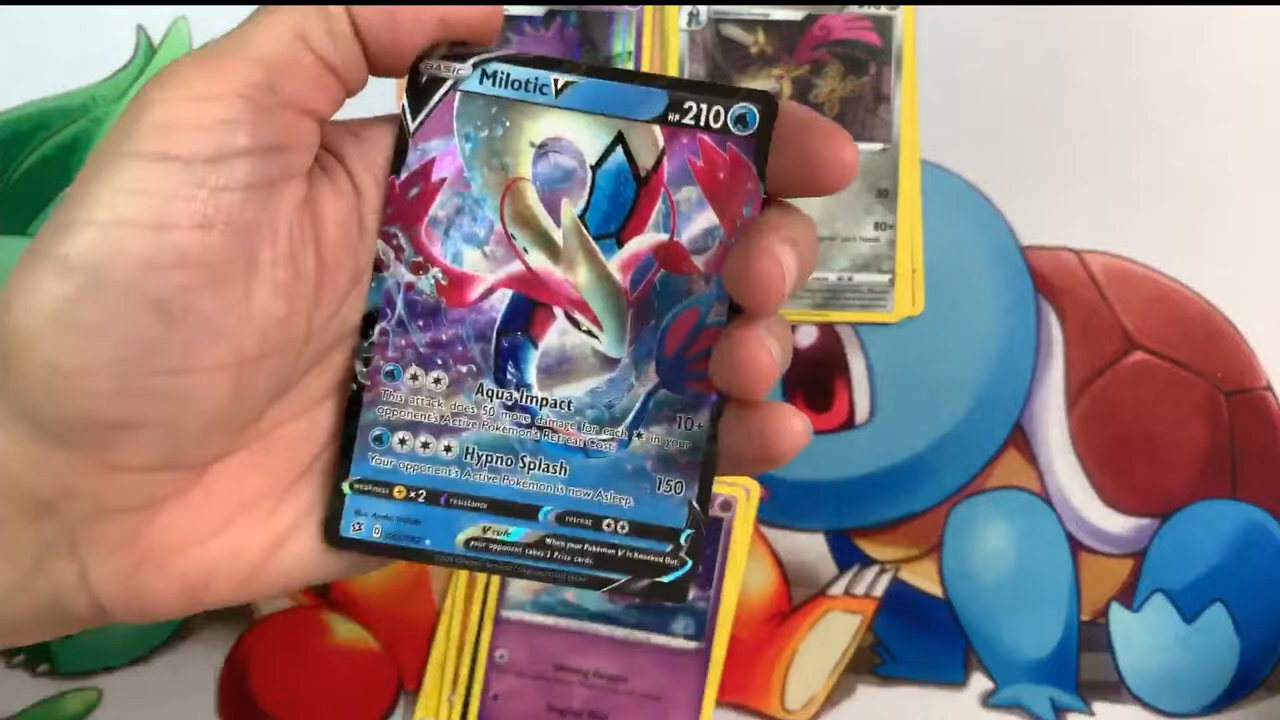 BASIC
Milotic V
HP 210
Aqua Impact 10+
This attack does 50 more damage for each in your
opponent's Active Pokémon's Retreat Cost.
Hypno Splash 150
Your opponent's Active Pokémon is now Asleep.
weakness ×2 resistance retreat
V rule When your Pokémon V is Knocked Out,
your opponent takes 2 Prize cards.
30
80×